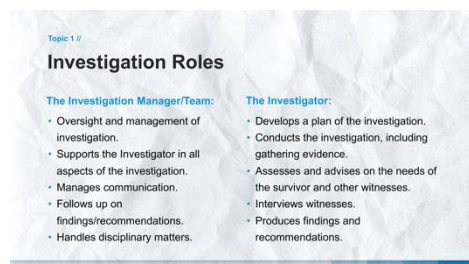 Topic 1 //
Investigation Roles
The Investigation Manager/Team:
• Oversight and management of
investigation.
• Supports the Investigator in all
aspects of the investigation.
• Manages communication.
• Follows up on
findings/recommendations.
• Handles disciplinary matters.
The Investigator:
• Develops a plan of the investigation.
• Conducts the investigation, including
gathering evidence.
• Assesses and advises on the needs of
the survivor and other witnesses.
• Interviews witnesses.
• Produces findings and
recommendations.